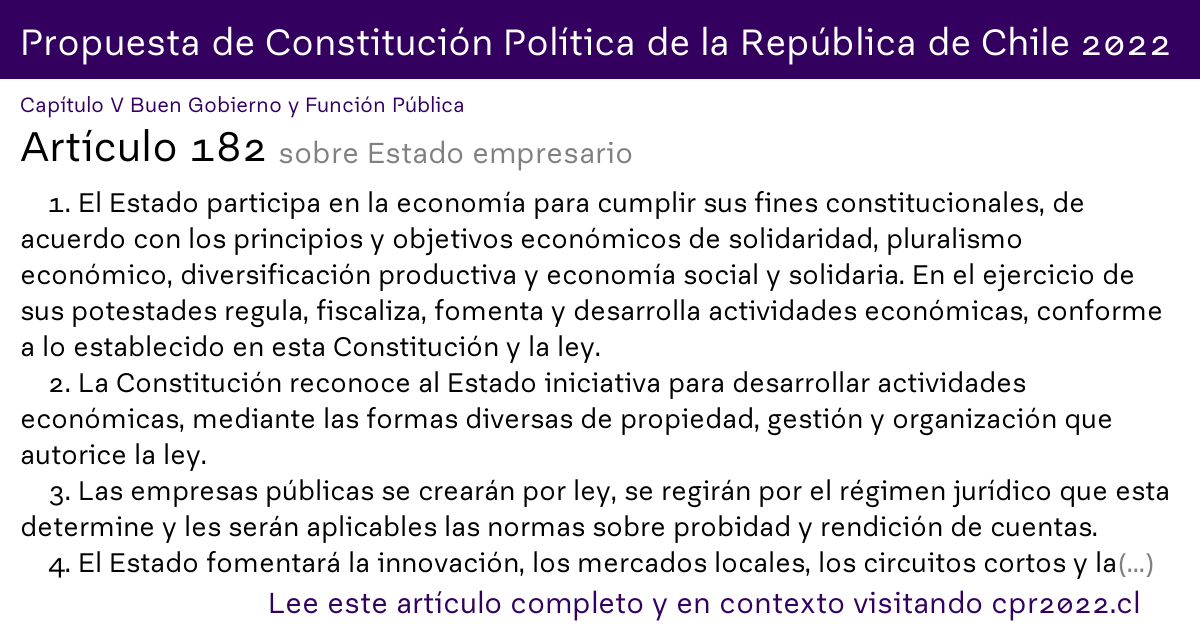 Propuesta de Constitución Política de la República de Chile 2022
Capítulo V Buen Gobierno y Función Pública
Artículo 182 sobre Estado empresario
1. El Estado participa en la economía para cumplir sus fines constitucionales, de
acuerdo con los principios y objetivos económicos de solidaridad, pluralismo
económico, diversificación productiva y economía social y solidaria. En el ejercicio de
sus potestades regula, fiscaliza, fomenta y desarrolla actividades económicas, conforme
a lo establecido en esta Constitución y la ley.
2. La Constitución reconoce al Estado iniciativa para desarrollar actividades
económicas, mediante las formas diversas de propiedad, gestión y organización que
autorice la ley.
3. Las empresas públicas se crearán por ley, se regirán por el régimen jurídico que esta
determine y les serán aplicables las normas sobre probidad y rendición de cuentas.
4. El Estado fomentará la innovación, los mercados locales, los circuitos cortos y la(...)
Lee este artículo completo y en contexto visitando cpr2022.cl